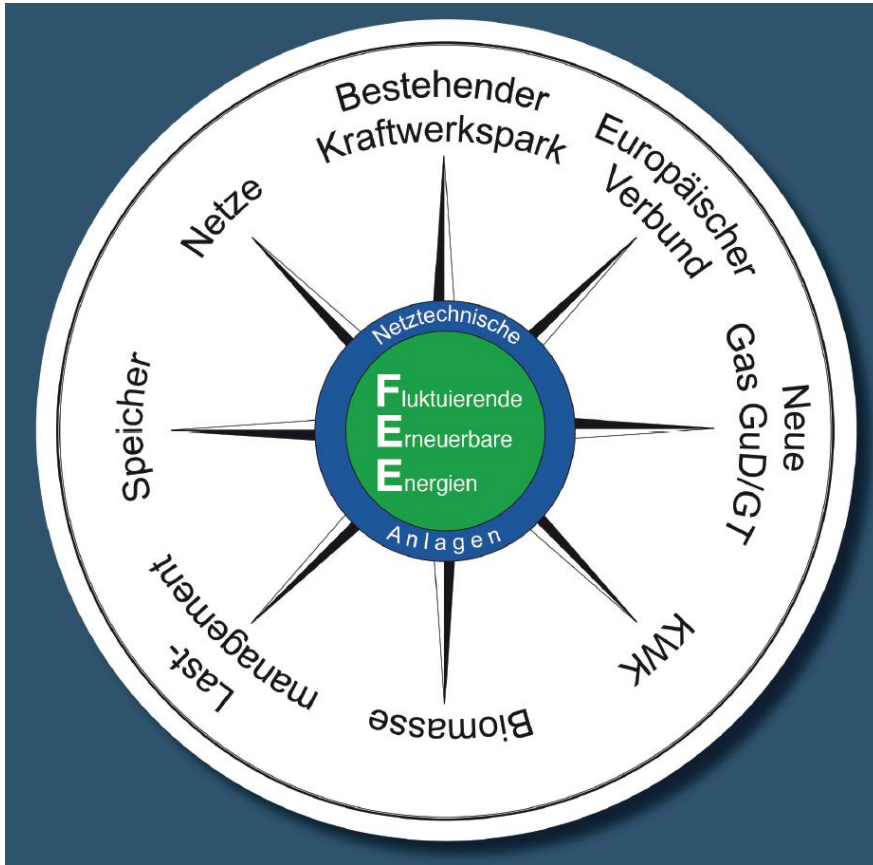 Bestehender
Kraftwerkspark
Europäischer
Verbund
Neue
Gas GuD/GT
KWK
Biomasse
Last-
management
Speicher
Netze
Netztechnische
Fluktuierende
Erneuerbare
Energien
Anlagen